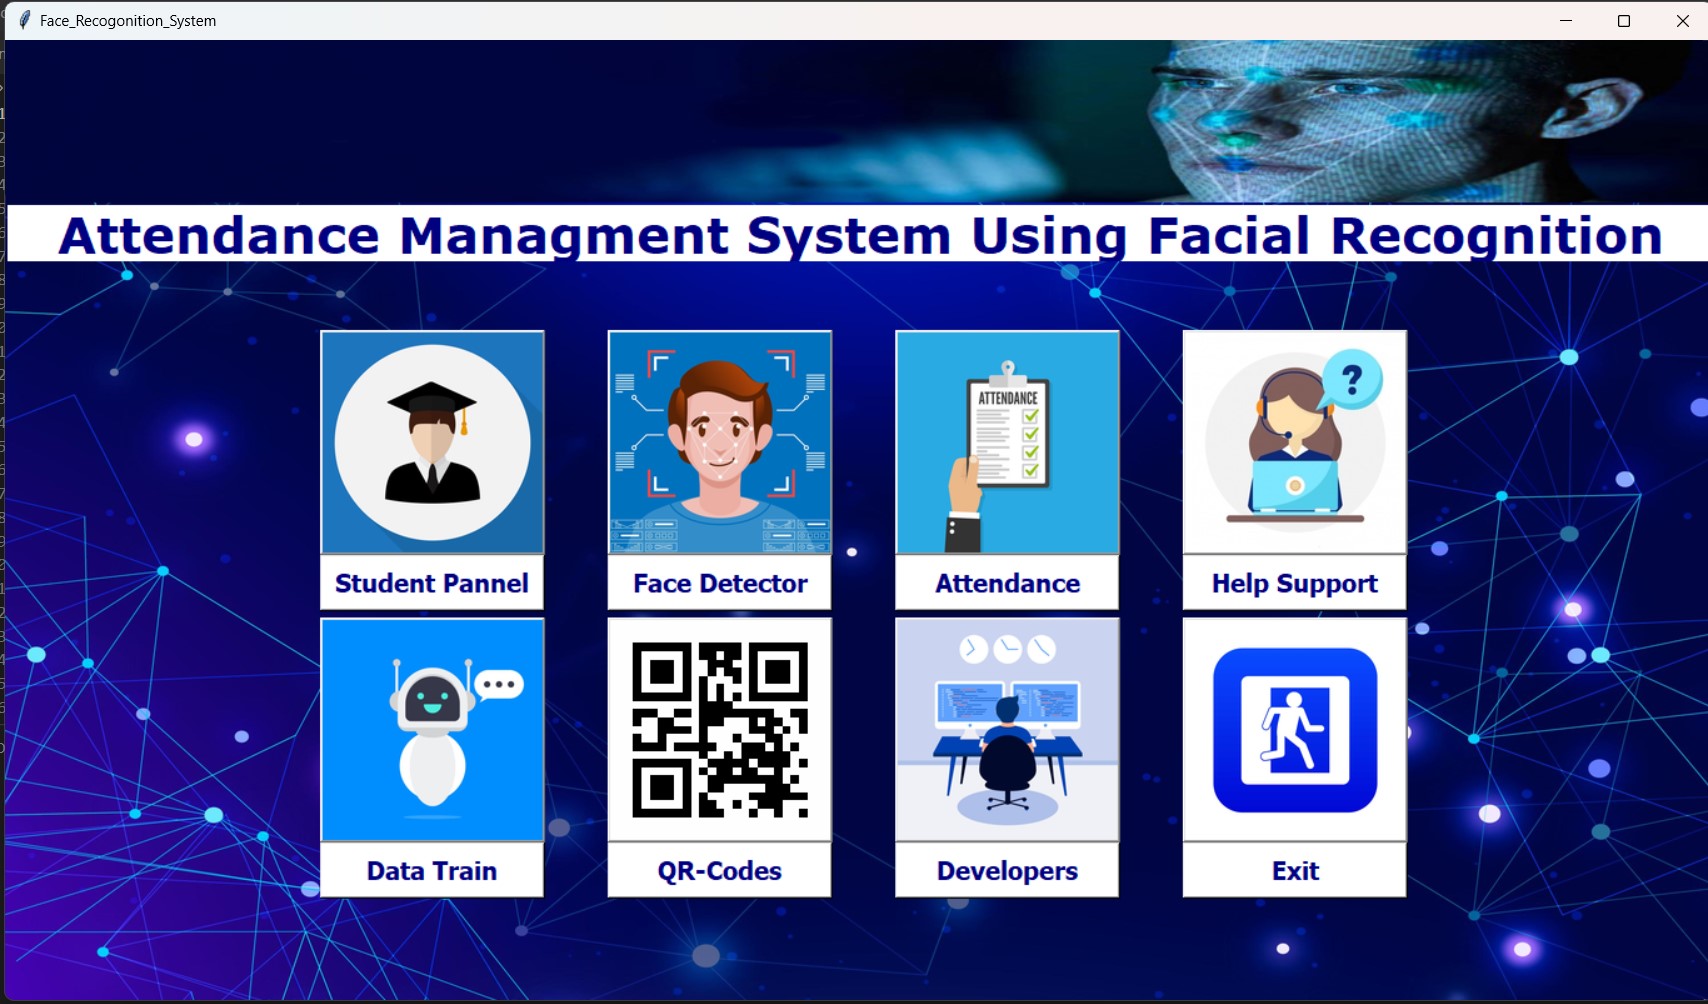 Face_Recogonition_System
Attendance Managment System Using Facial Recognition
ATTENDANCE
?
Student Pannel
Face Detector
Attendance
Help Support
Data Train
QR-Codes
Developers
Exit